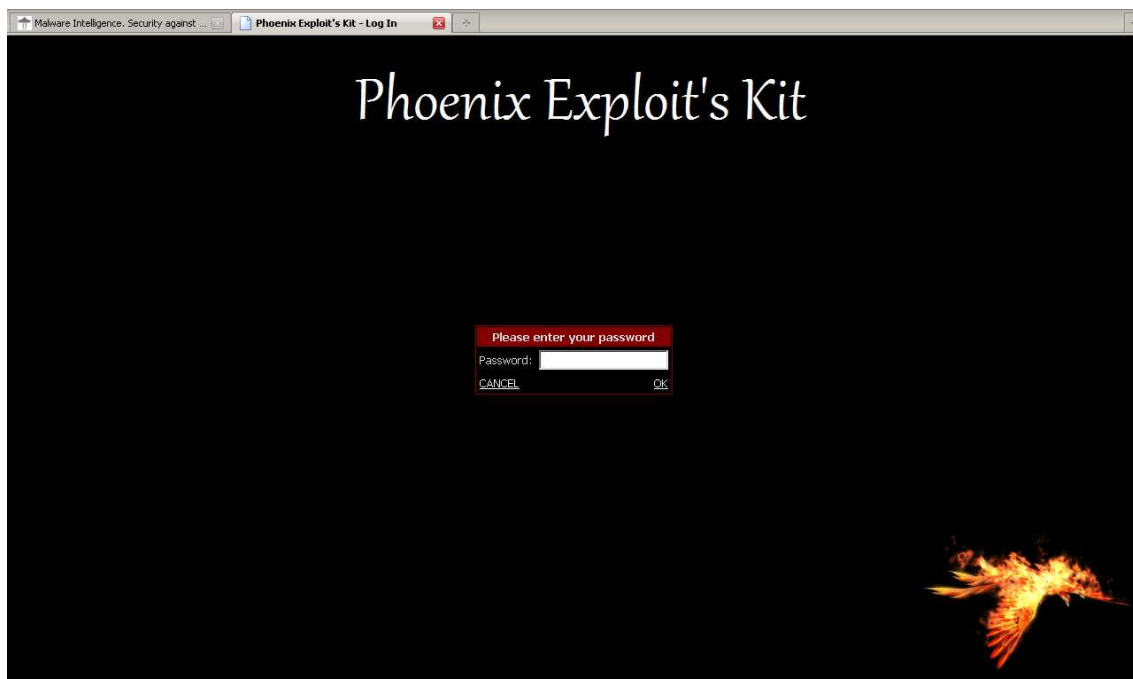 Malware Intelligence. Security against ...
Phoenix Exploit's Kit - Log In
Phoenix Exploit's Kit
Please enter your password
Password:
CANCEL OK